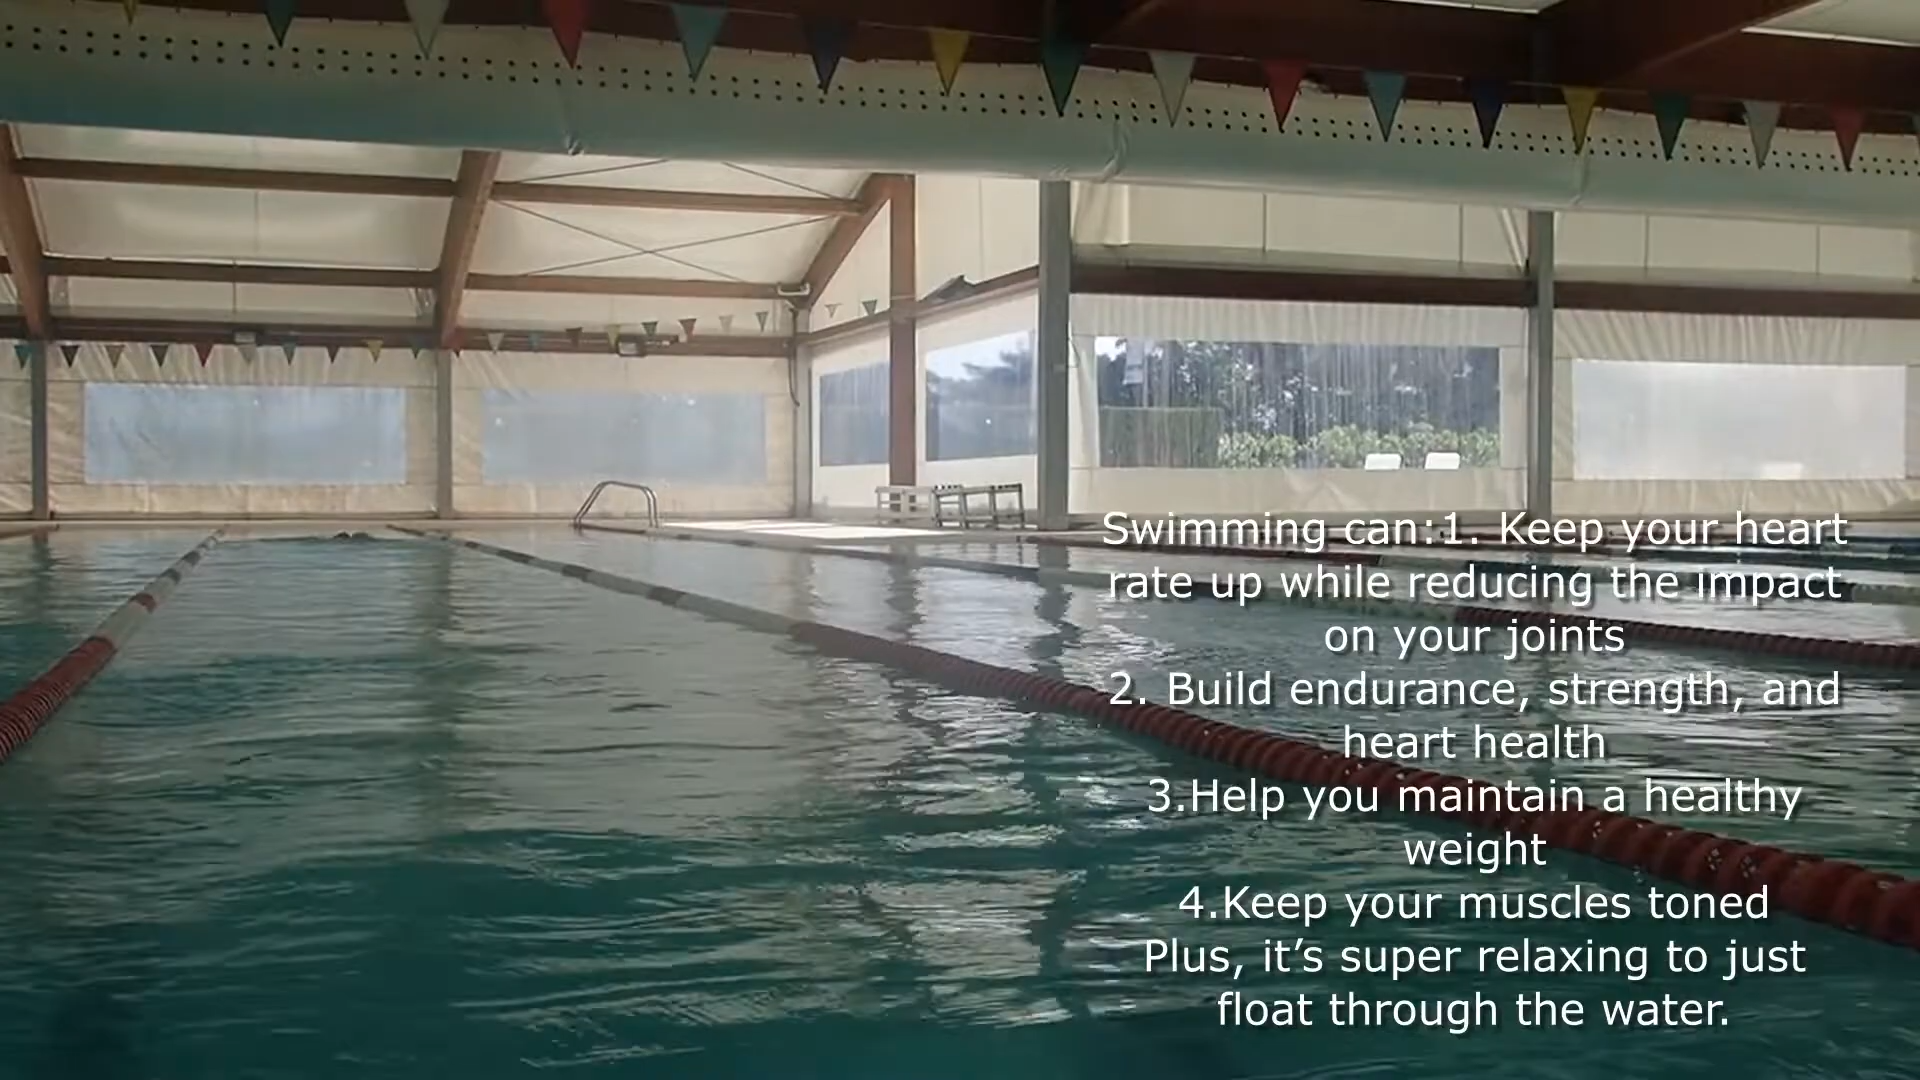 Swimming can:1. Keep your heart
rate up while reducing the impact
on your joints
2. Build endurance, strength, and
heart health
3.Help you maintain a healthy
weight
4.Keep your muscles toned
Plus, it’s super relaxing to just
float through the water.